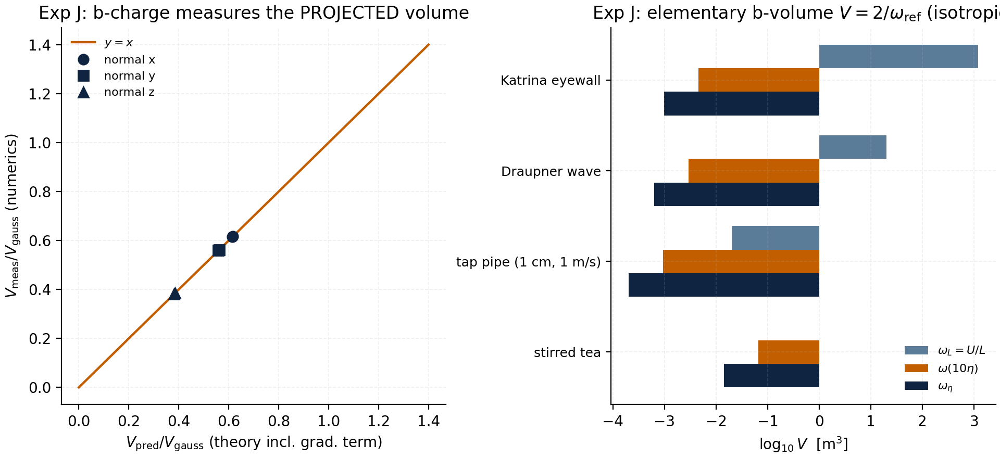 Exp J: b-charge measures the PROJECTED volume
y = x
normal x
normal y
normal z
1.4
1.2
1.0
0.8
0.6
0.4
0.2
0.0
V_meas/V_gauss (numerics)
0.0 0.2 0.4 0.6 0.8 1.0 1.2 1.4
V_pred/V_gauss (theory incl. grad. term)
Exp J: elementary b-volume V = 2/ω_ref (isotropi
Katrina eyewall
Draupner wave
tap pipe (1 cm, 1 m/s)
stirred tea
ω_L = U/L
ω(10η)
ω_η
−4 −3 −2 −1 0 1 2 3
log₁₀ V [m³]